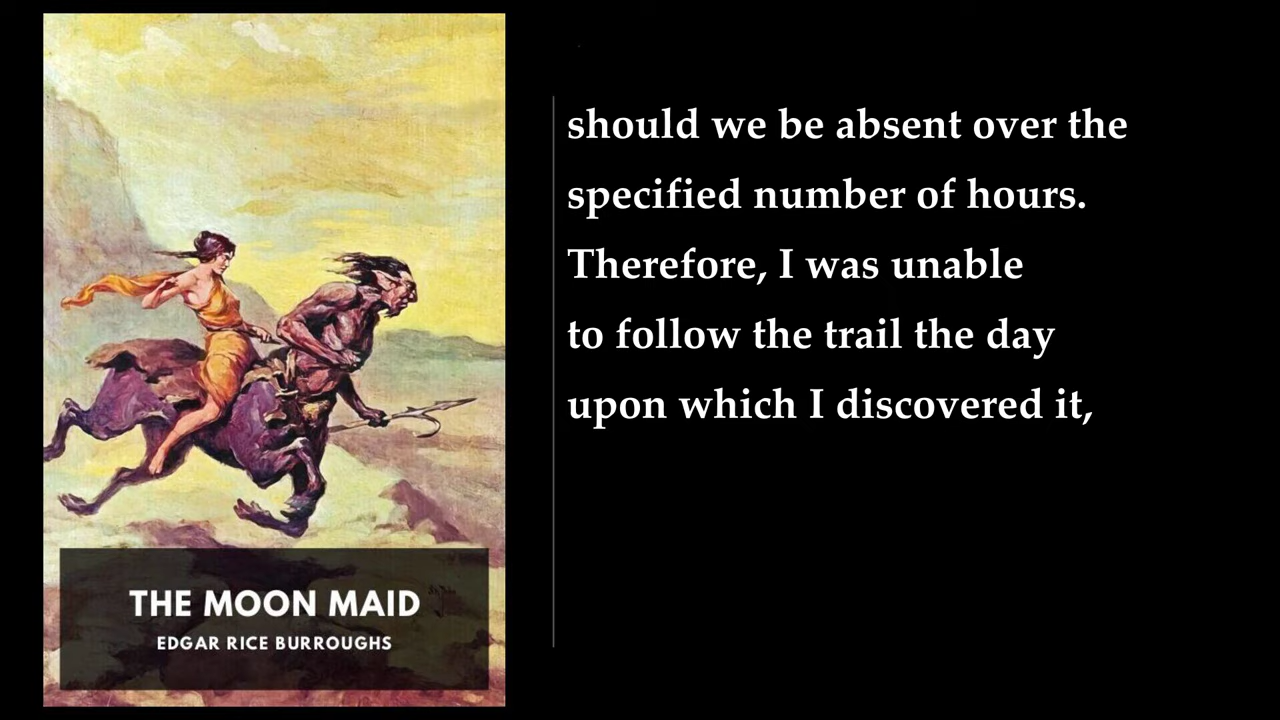 should we be absent over the
specified number of hours.
Therefore, I was unable
to follow the trail the day
upon which I discovered it,
THE MOON MAID
EDGAR RICE BURROUGHS